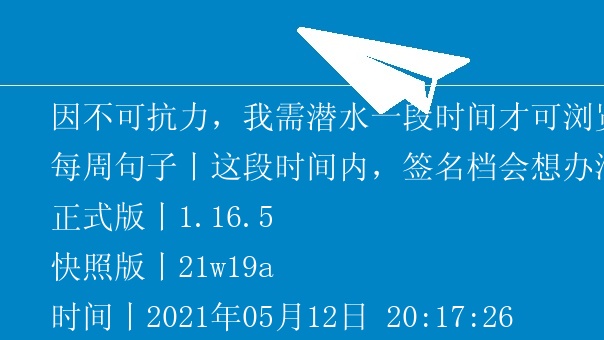 因不可抗力，我需潜水一段时间才可浏
每周句子丨这段时间内，签名档会想办
正式版丨1.16.5
快照版丨21w19a
时间丨2021年05月12日 20:17:26